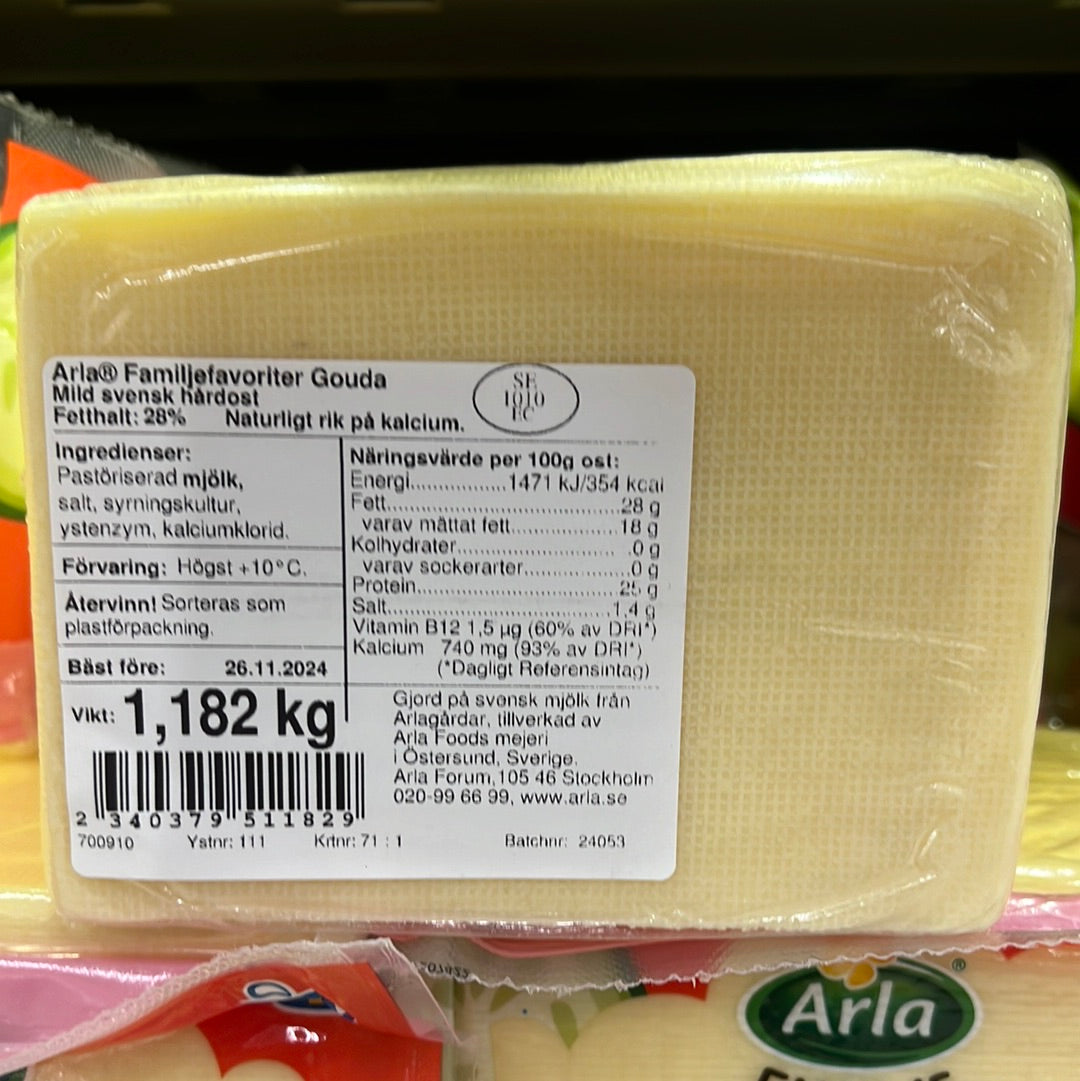 Arla® Familjefavoriter Gouda
Mild svensk hårdost
Fetthalt: 28% Naturligt rik på kalcium.
SE
1010
EC
Ingredienser:
Pastöriserad mjölk,
salt, syrningskultur,
ystenzym, kalciumklorid.
Förvaring: Högst +10°C.
Återvinn! Sorteras som
plastförpackning.
Bäst före: 26.11.2024
Vikt: 1,182 kg
2 340379 511829
700910 Ystnr: 111 Krtnr: 71 : 1 Batchnr: 24053
Näringsvärde per 100g ost:
Energi................1471 kJ/354 kcal
Fett.......................................28 g
varav mättat fett..................18 g
Kolhydrater.............................0 g
varav sockerarter..................0 g
Protein..................................25 g
Salt.......................................1,4 g
Vitamin B12 1,5 µg (60% av DRI*)
Kalcium 740 mg (93% av DRI*)
(*Dagligt Referensintag)
Gjord på svensk mjölk från
Arlagårdar, tillverkad av
Arla Foods mejeri
i Östersund, Sverige.
Arla Forum, 105 46 Stockholm
020-99 66 99, www.arla.se
Arla®